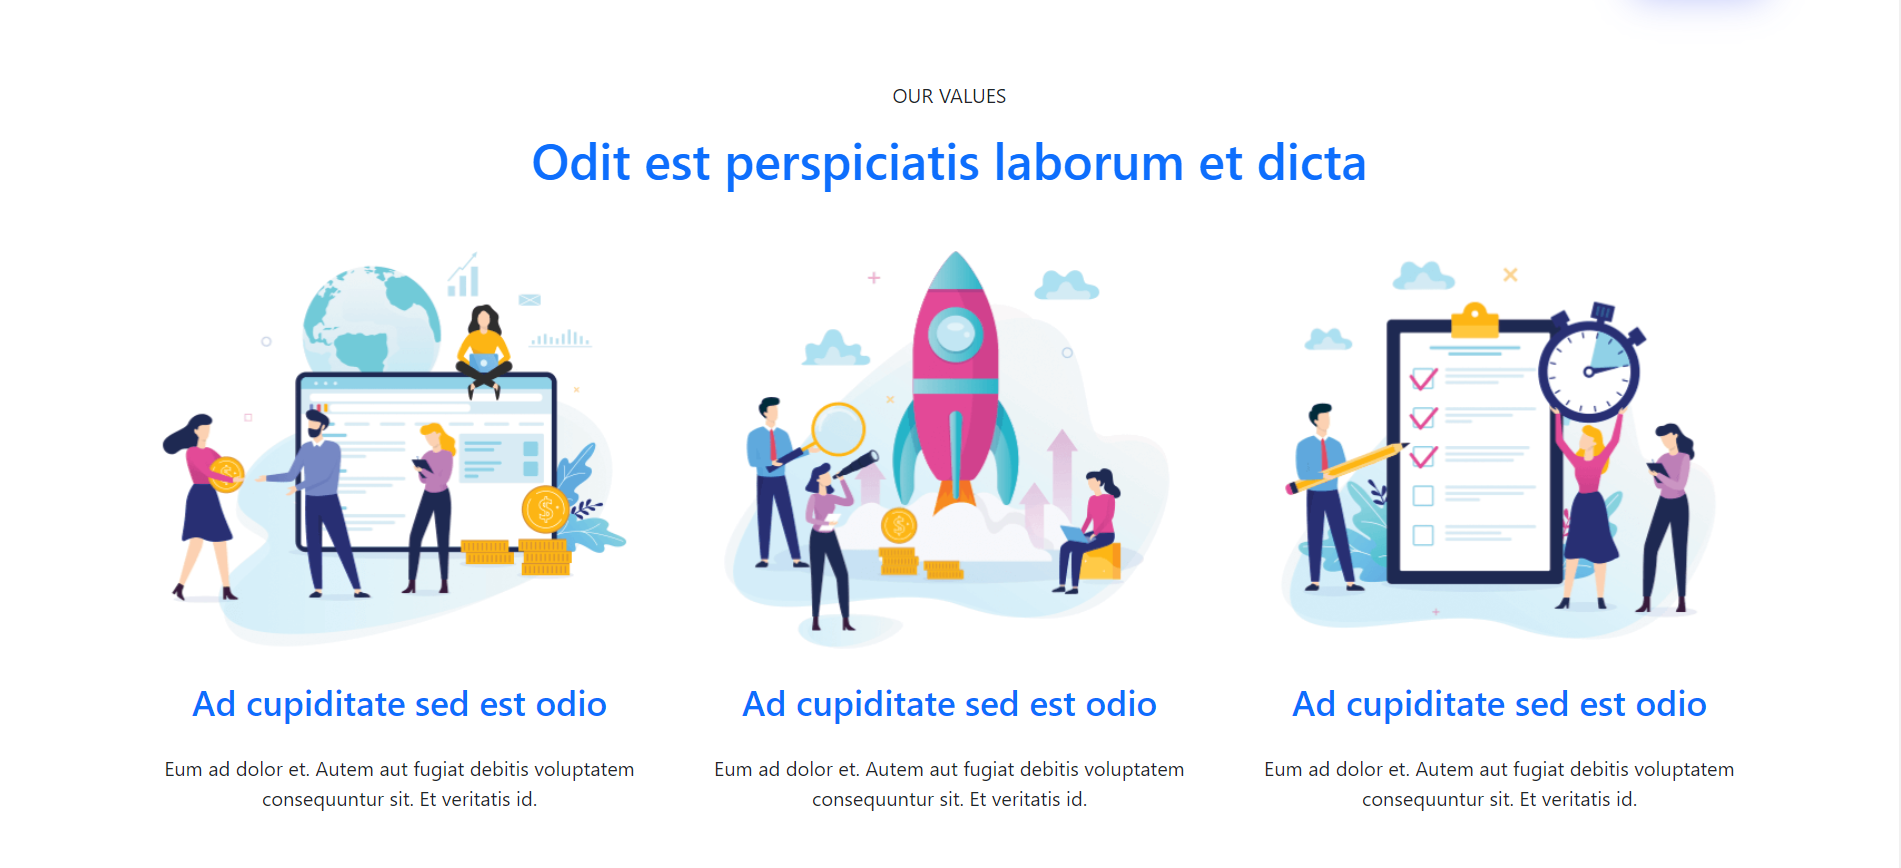 OUR VALUES
Odit est perspiciatis laborum et dicta
Ad cupiditate sed est odio
Eum ad dolor et. Autem aut fugiat debitis voluptatem
consequuntur sit. Et veritatis id.
Ad cupiditate sed est odio
Eum ad dolor et. Autem aut fugiat debitis voluptatem
consequuntur sit. Et veritatis id.
Ad cupiditate sed est odio
Eum ad dolor et. Autem aut fugiat debitis voluptatem
consequuntur sit. Et veritatis id.